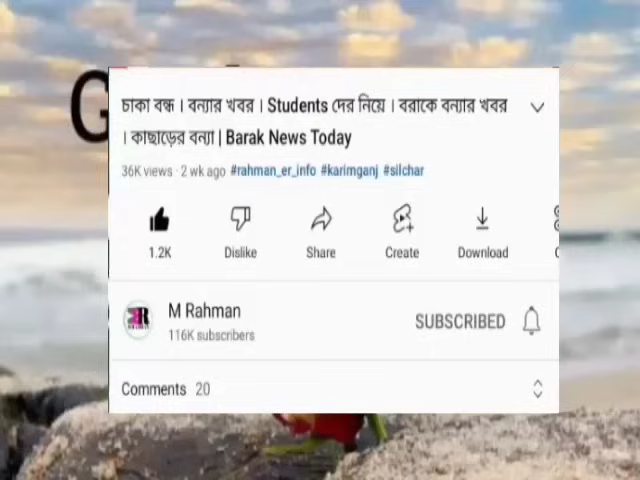 G
চাকা বন্ধ । বন্যার খবর । Students দের নিয়ে । বরাকে বন্যার খবর
। কাছাড়ের বন্যা | Barak News Today
36K views · 2 wk ago #rahman_er_info #karimganj #silchar
1.2K Dislike Share Create Download
M Rahman
116K subscribers
SUBSCRIBED
Comments 20